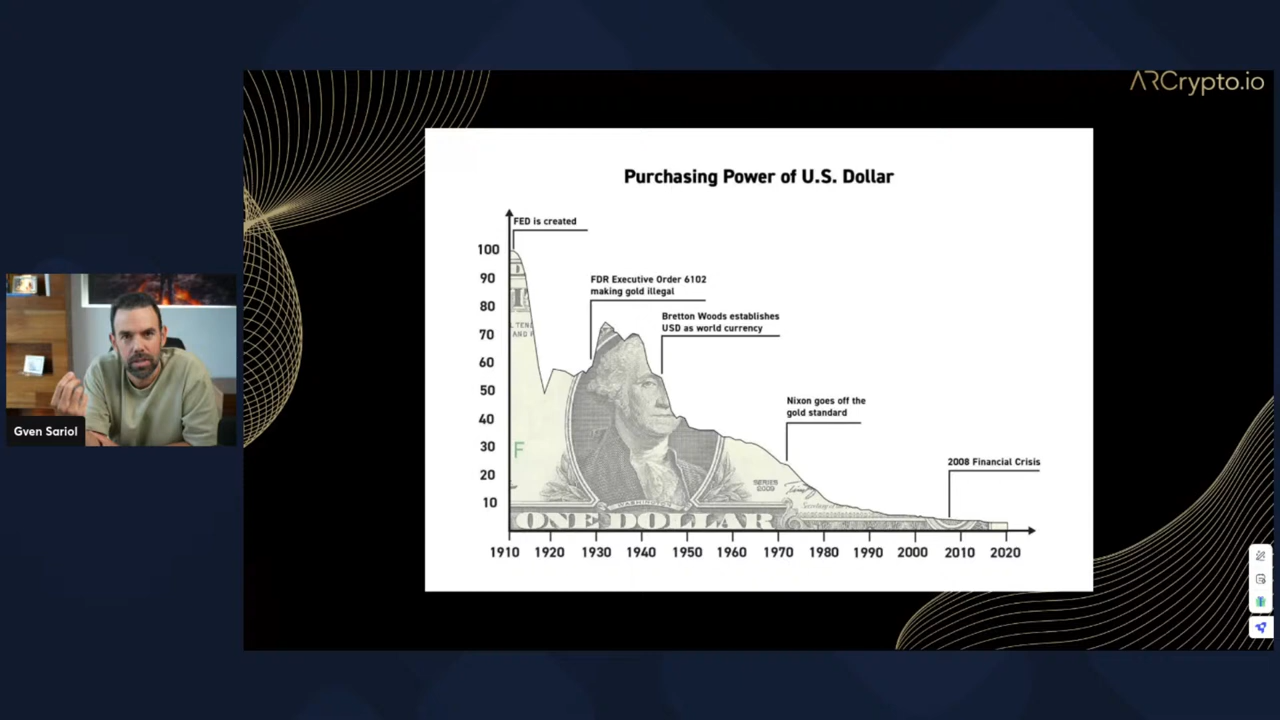 ARCrypto.io
Purchasing Power of U.S. Dollar
FED is created
100
90
80
70
60
50
40
30
20
10
FDR Executive Order 6102
making gold illegal
Bretton Woods establishes
USD as world currency
Nixon goes off the
gold standard
2008 Financial Crisis
F
SERIES
2009
WASHINGTON
ONE DOLLAR
1910 1920 1930 1940 1950 1960 1970 1980 1990 2000 2010 2020
Gven Sariol